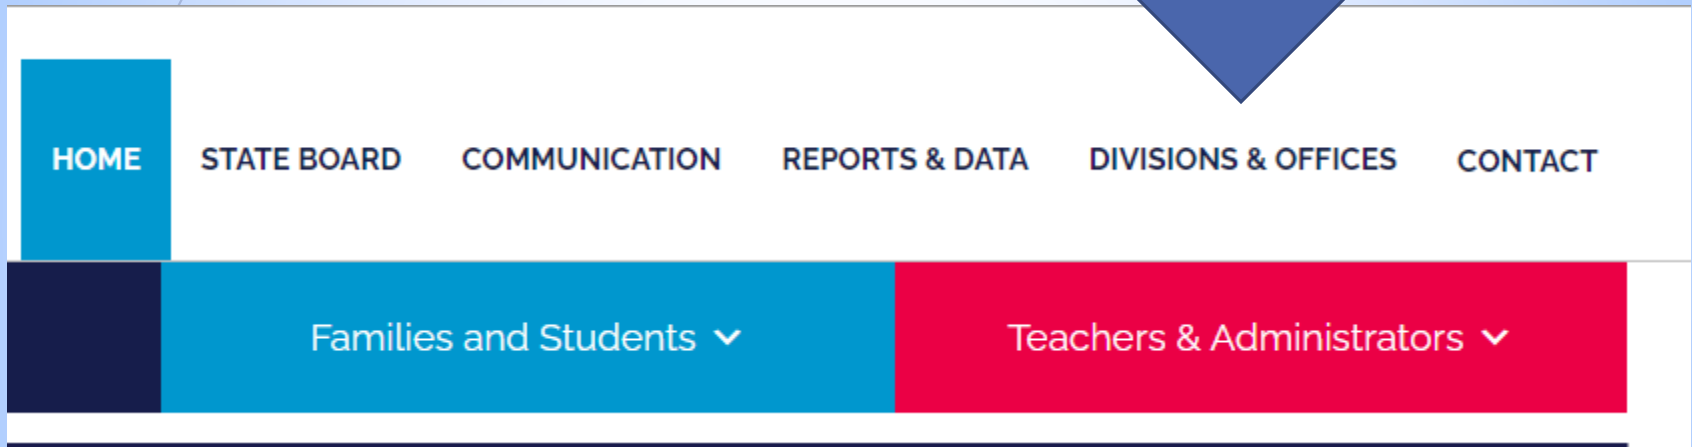 HOME STATE BOARD COMMUNICATION REPORTS & DATA DIVISIONS & OFFICES CONTACT
Families and Students Teachers & Administrators